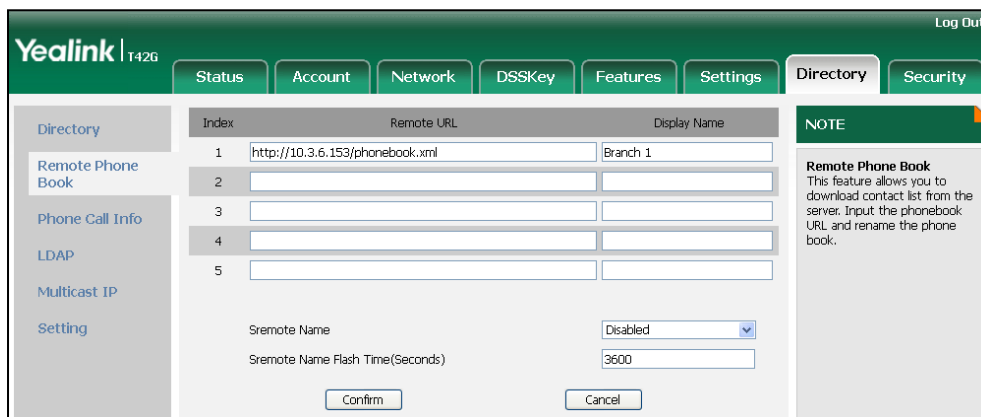 Log Out
Yealink | T42G
Status Account Network DSSKey Features Settings Directory Security
Directory
Remote Phone Book
Phone Call Info
LDAP
Multicast IP
Setting
Index Remote URL Display Name
1 http://10.3.6.153/phonebook.xml Branch 1
2
3
4
5
Sremote Name Disabled
Sremote Name Flash Time(Seconds) 3600
Confirm Cancel
NOTE
Remote Phone Book
This feature allows you to
download contact list from the
server. Input the phonebook
URL and rename the phone
book.